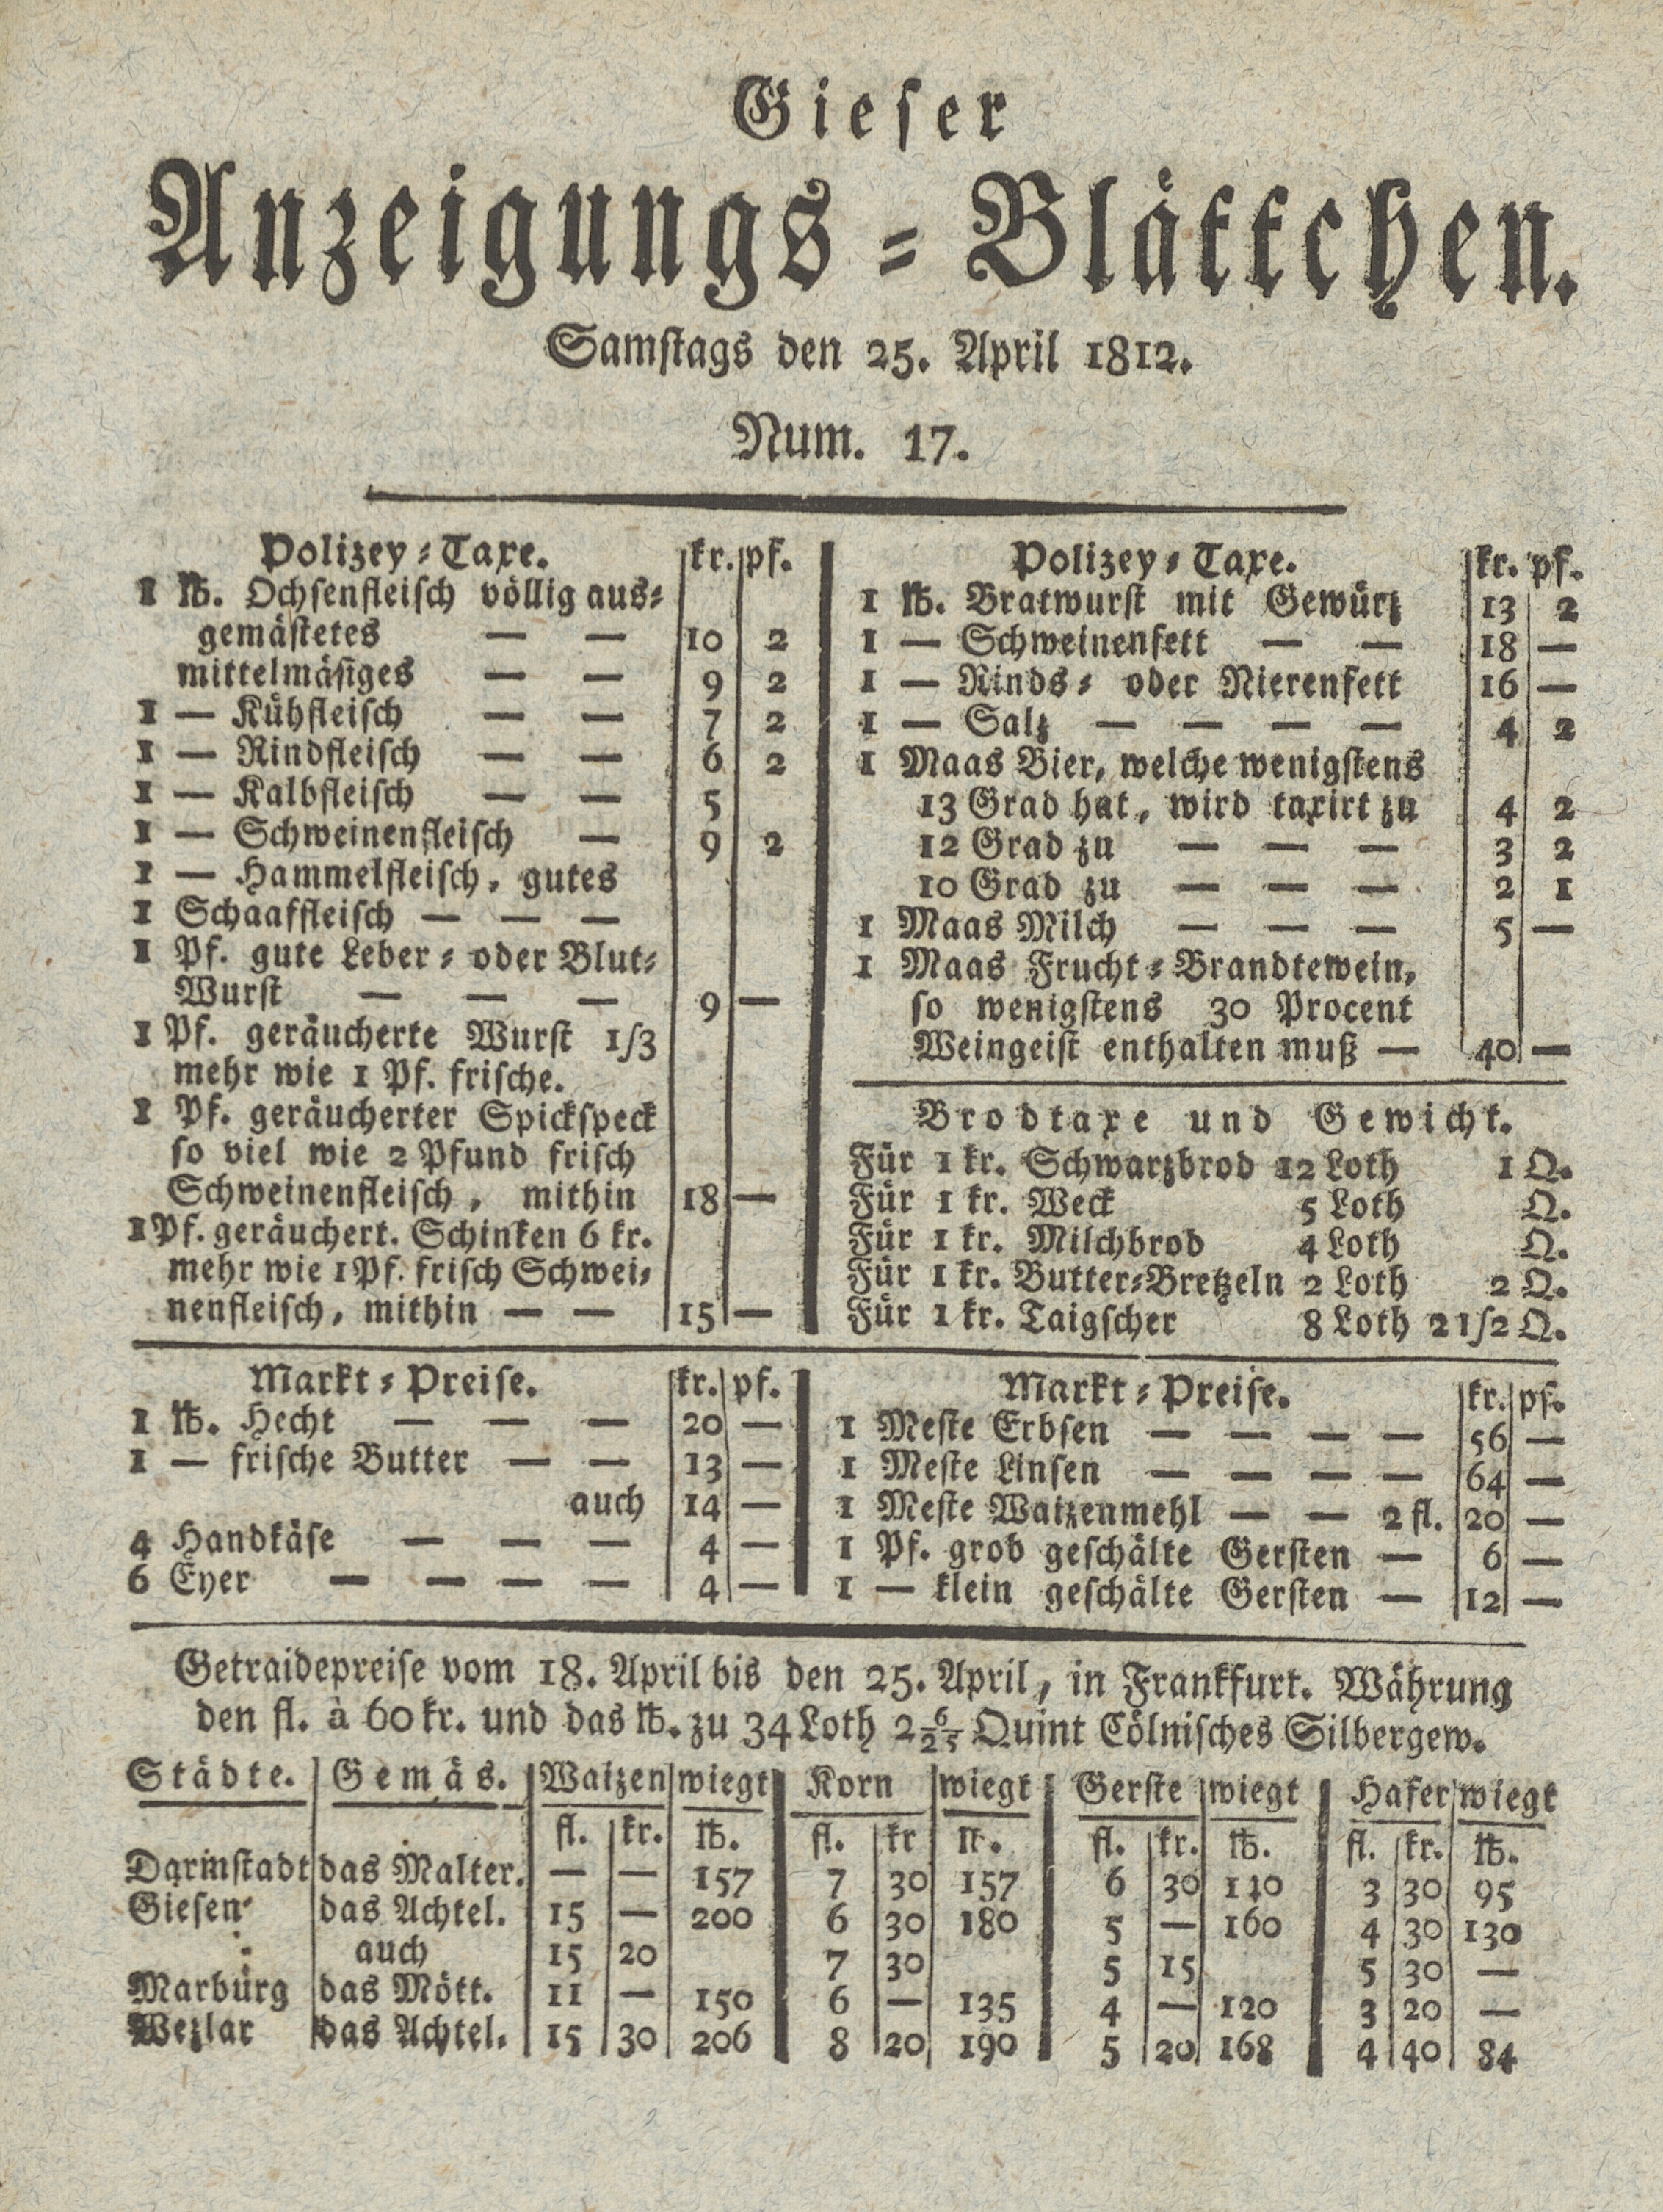 Gieser
Anzeigungs-Blättchen.
Samstags den 25. April 1812.
Num. 17.
Polizey-Taxe. kr. pf.
1 ℔. Ochsenfleisch völlig aus-
gemästetes — — 10 2
mittelmäsiges — — 9 2
1 — Kühfleisch — — 7 2
1 — Rindfleisch — — 6 2
1 — Kalbfleisch — — 5
1 — Schweinenfleisch — 9 2
1 — Hammelfleisch, gutes
1 Schaaffleisch — — —
1 Pf. gute Leber- oder Blut-
Wurst — — — 9 —
1 Pf. geräucherte Wurst 1/3
mehr wie 1 Pf. frische.
1 Pf. geräucherter Spickspeck
so viel wie 2 Pfund frisch
Schweinenfleisch, mithin 18 —
1 Pf. geräuchert. Schinken 6 kr.
mehr wie 1 Pf. frisch Schwei-
nenfleisch, mithin — — 15 —
Polizey-Taxe. kr. pf.
1 ℔. Bratwurst mit Gewürz 13 2
1 — Schweinenfett — — 18 —
1 — Rinds- oder Nierenfett 16 —
1 — Salz — — — — 4 2
1 Maas Bier, welche wenigstens
13 Grad hat, wird taxirt zu 4 2
12 Grad zu — — — 3 2
10 Grad zu — — — 2 1
1 Maas Milch — — — 5 —
1 Maas Frucht-Brandtewein,
so wenigstens 30 Procent
Weingeist enthalten muß — 40 —
Brodtaxe und Gewicht.
Für 1 kr. Schwarzbrod 12 Loth 1 Q.
Für 1 kr. Weck 5 Loth Q.
Für 1 kr. Milchbrod 4 Loth Q.
Für 1 kr. Butter-Bretzeln 2 Loth 2 Q.
Für 1 kr. Taigscher 8 Loth 2 1/2 Q.
Markt-Preise. kr. pf.
1 ℔. Hecht — — — 20 —
1 — frische Butter — — 13 —
auch 14 —
4 Handkäse — — — 4 —
6 Eyer — — — — 4 —
Markt-Preise. kr. pf.
1 Meste Erbsen — — — — 56 —
1 Meste Linsen — — — — 64 —
1 Meste Waizenmehl — — 2 fl. 20 —
1 Pf. grob geschälte Gersten — 6 —
1 — klein geschälte Gersten — 12 —
Getraidepreise vom 18. April bis den 25. April, in Frankfurt. Währung
den fl. à 60 kr. und das ℔. zu 34 Loth 2 6/25 Quint Cölnisches Silbergew.
Städte. Gemäs. Waizen wiegt Korn wiegt Gerste wiegt Hafer wiegt
fl. kr. ℔. fl. kr ℔. fl. kr. ℔. fl. kr. ℔.
Darmstadt das Malter. — — 157 7 30 157 6 30 140 3 30 95
Giesen das Achtel. 15 — 200 6 30 180 5 — 160 4 30 130
auch 15 20 7 30 5 15 5 30 —
Marburg das Mött. 11 — 150 6 — 135 4 — 120 3 20 —
Wezlar das Achtel. 15 30 206 8 20 190 5 20 168 4 40 84